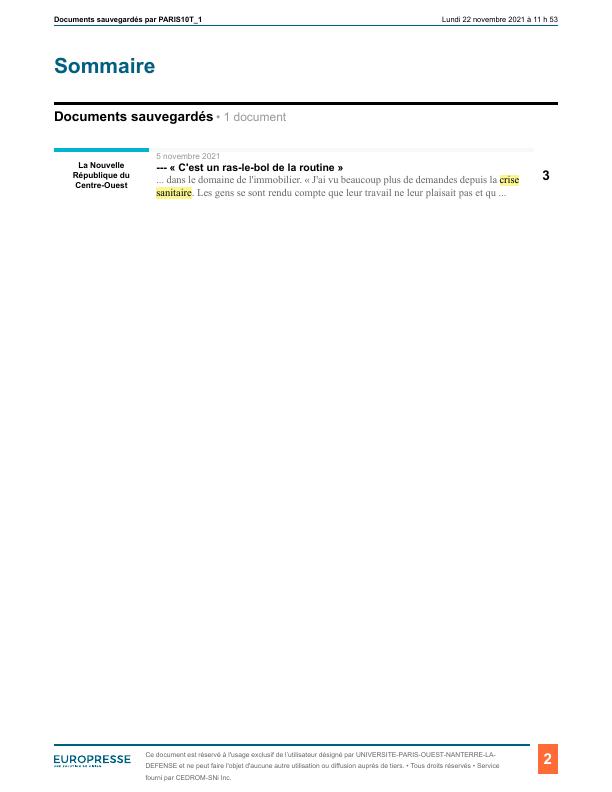 Documents sauvegardés par PARIS10T_1
Lundi 22 novembre 2021 à 11 h 53
Sommaire
Documents sauvegardés • 1 document
La Nouvelle
République du
Centre-Ouest
5 novembre 2021
--- « C'est un ras-le-bol de la routine »
... dans le domaine de l'immobilier. « J'ai vu beaucoup plus de demandes depuis la crise
sanitaire. Les gens se sont rendu compte que leur travail ne leur plaisait pas et qu ...
3
EUROPRESSE
Ce document est réservé à l'usage exclusif de l'utilisateur désigné par UNIVERSITE-PARIS-OUEST-NANTERRE-LA-
DEFENSE et ne peut faire l'objet d'aucune autre utilisation ou diffusion auprès de tiers. • Tous droits réservés • Service
fourni par CEDROM-SNi Inc.
2